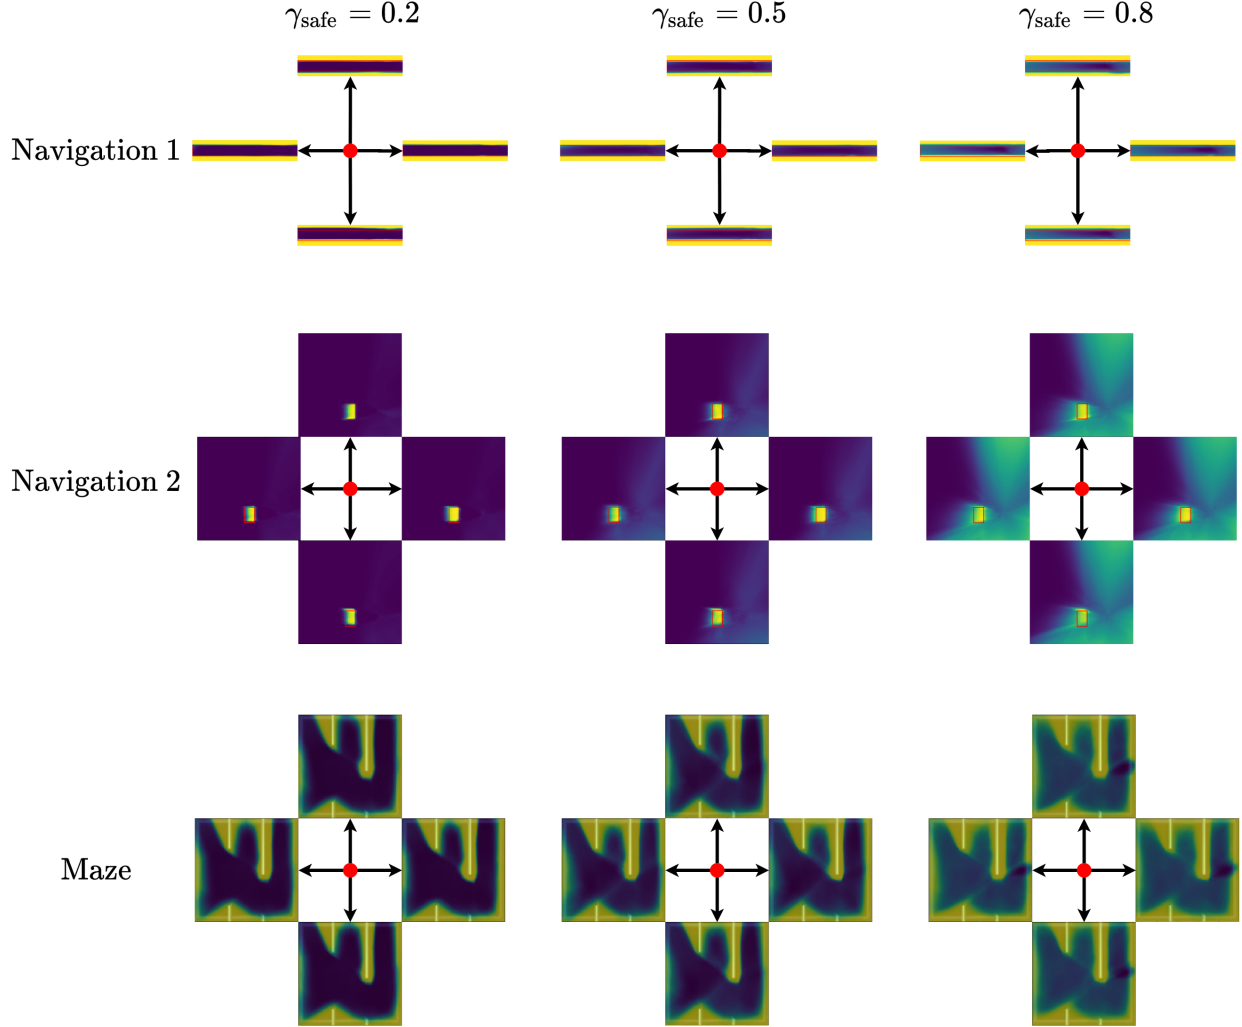 γsafe = 0.2
γsafe = 0.5
γsafe = 0.8
Navigation 1
Navigation 2
Maze